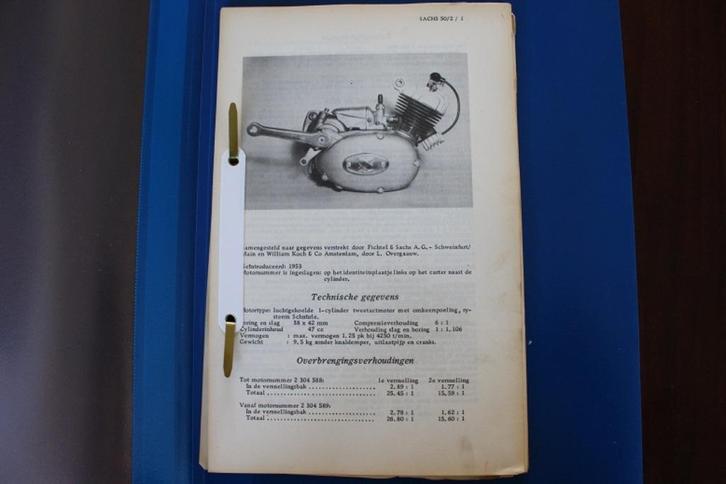 SACHS 50/2 / 1
samengesteld naar gegevens verstrekt door Fichtel & Sachs A.G. - Schweinfurt/
Main en William Koch & Co Amsterdam, door L. Overgauw.
Geïntroduceerd: 1953
Motornummer is ingeslagen: op het identiteitsplaatje links op het carter naast de
cylinder.
Technische gegevens
Motortype: luchtgekoelde 1-cylinder tweetactmotor met omkeerspoeling, sy-
steem Schnürle.
Boring en slag 38 x 42 mm Compressieverhouding 6 : 1
Cylinderinhoud 47 cc Verhouding slag en boring 1 : 1,106
Vermogen : max. vermogen 1,25 pk bij 4250 t/min.
Gewicht : 9,5 kg zonder knaldemper, uitlaatpijp en cranks.
Overbrengingsverhoudingen
Tot motornummer 2 304 588: 1e versnelling 2e versnelling
In de versnellingsbak 2,89 : 1 1,77 : 1
Totaal 25,45 : 1 15,59 : 1
Vanaf motornummer 2 304 589:
In de versnellingsbak 2,78 : 1 1,62 : 1
Totaal 26,80 : 1 15,60 : 1